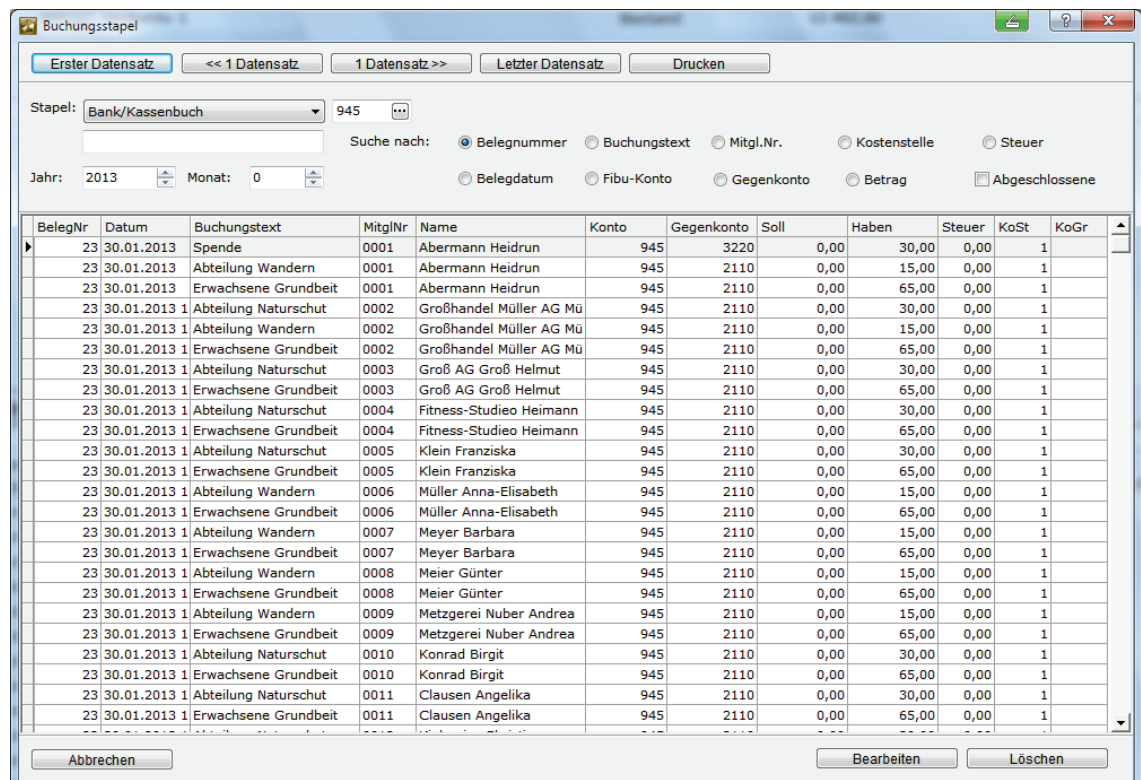 Buchungsstapel
Erster Datensatz << 1 Datensatz 1 Datensatz >> Letzter Datensatz Drucken
Stapel: Bank/Kassenbuch 945
Suche nach: Belegnummer Buchungstext Mitgl.Nr. Kostenstelle Steuer
Jahr: 2013 Monat: 0 Belegdatum Fibu-Konto Gegenkonto Betrag Abgeschlossene
BelegNr Datum Buchungstext MitglNr Name Konto Gegenkonto Soll Haben Steuer KoSt KoGr
23 30.01.2013 Spende 0001 Abermann Heidrun 945 3220 0,00 30,00 0,00 1
23 30.01.2013 Abteilung Wandern 0001 Abermann Heidrun 945 2110 0,00 15,00 0,00 1
23 30.01.2013 Erwachsene Grundbeit 0001 Abermann Heidrun 945 2110 0,00 65,00 0,00 1
23 30.01.2013 1 Abteilung Naturschut 0002 Großhandel Müller AG Mü 945 2110 0,00 30,00 0,00 1
23 30.01.2013 1 Abteilung Wandern 0002 Großhandel Müller AG Mü 945 2110 0,00 15,00 0,00 1
23 30.01.2013 1 Erwachsene Grundbeit 0002 Großhandel Müller AG Mü 945 2110 0,00 65,00 0,00 1
23 30.01.2013 1 Abteilung Naturschut 0003 Groß AG Groß Helmut 945 2110 0,00 30,00 0,00 1
23 30.01.2013 1 Erwachsene Grundbeit 0003 Groß AG Groß Helmut 945 2110 0,00 65,00 0,00 1
23 30.01.2013 1 Abteilung Naturschut 0004 Fitness-Studieo Heimann 945 2110 0,00 30,00 0,00 1
23 30.01.2013 1 Erwachsene Grundbeit 0004 Fitness-Studieo Heimann 945 2110 0,00 65,00 0,00 1
23 30.01.2013 1 Abteilung Naturschut 0005 Klein Franziska 945 2110 0,00 30,00 0,00 1
23 30.01.2013 1 Erwachsene Grundbeit 0005 Klein Franziska 945 2110 0,00 65,00 0,00 1
23 30.01.2013 1 Abteilung Wandern 0006 Müller Anna-Elisabeth 945 2110 0,00 15,00 0,00 1
23 30.01.2013 1 Erwachsene Grundbeit 0006 Müller Anna-Elisabeth 945 2110 0,00 65,00 0,00 1
23 30.01.2013 1 Abteilung Wandern 0007 Meyer Barbara 945 2110 0,00 15,00 0,00 1
23 30.01.2013 1 Erwachsene Grundbeit 0007 Meyer Barbara 945 2110 0,00 65,00 0,00 1
23 30.01.2013 1 Abteilung Wandern 0008 Meier Günter 945 2110 0,00 15,00 0,00 1
23 30.01.2013 1 Erwachsene Grundbeit 0008 Meier Günter 945 2110 0,00 65,00 0,00 1
23 30.01.2013 1 Abteilung Wandern 0009 Metzgerei Nuber Andrea 945 2110 0,00 15,00 0,00 1
23 30.01.2013 1 Erwachsene Grundbeit 0009 Metzgerei Nuber Andrea 945 2110 0,00 65,00 0,00 1
23 30.01.2013 1 Abteilung Naturschut 0010 Konrad Birgit 945 2110 0,00 30,00 0,00 1
23 30.01.2013 1 Erwachsene Grundbeit 0010 Konrad Birgit 945 2110 0,00 65,00 0,00 1
23 30.01.2013 1 Abteilung Naturschut 0011 Clausen Angelika 945 2110 0,00 30,00 0,00 1
23 30.01.2013 1 Erwachsene Grundbeit 0011 Clausen Angelika 945 2110 0,00 65,00 0,00 1
Abbrechen Bearbeiten Löschen